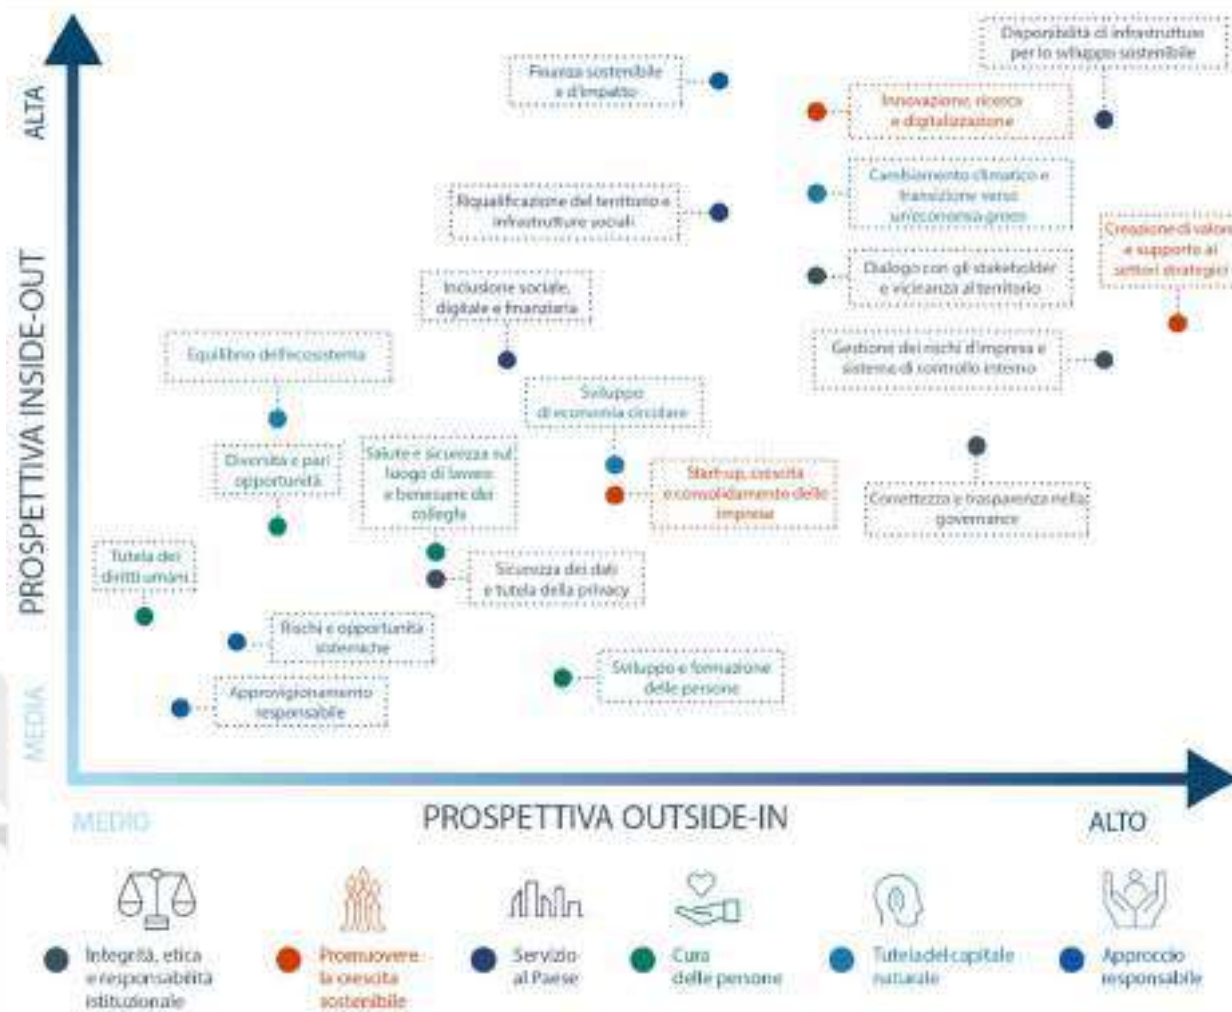 Disponibilità di infrastrutture
per lo sviluppo sostenibile
Finanza sostenibile
e d'impatto
Innovazione, ricerca
e digitalizzazione
ALTA
Cambiamento climatico e
transizione verso
un'economia green
Riqualificazione del territorio e
infrastrutture sociali
Creazione di valore
e supporto ai
settori strategici
Dialogo con gli stakeholder
e vicinanza al territorio
Inclusione sociale,
digitale e finanziaria
Gestione dei rischi d'impresa e
sistema di controllo interno
Equilibro dell'ecosistema
Sviluppo
di economia circolare
PROSPETTIVA INSIDE-OUT
Diversità e pari
opportunità
Salute e sicurezza sul
luogo di lavoro
e benessere dei
colleghi
Start-up, crescita
e consolidamento delle
imprese
Correttezza e trasparenza nella
governance
Tutela dei
diritti umani
Sicurezza dei dati
e tutela della privacy
Rischi e opportunità
sistemiche
Sviluppo e formazione
delle persone
Approvigionamento
responsabile
MEDIA
MEDIO
PROSPETTIVA OUTSIDE-IN
ALTO
Integrità, etica
e responsabilità
istituzionale
Promuovere
la crescita
sostenibile
Servizio
al Paese
Cura
delle persone
Tutela del capitale
naturale
Approccio
responsabile